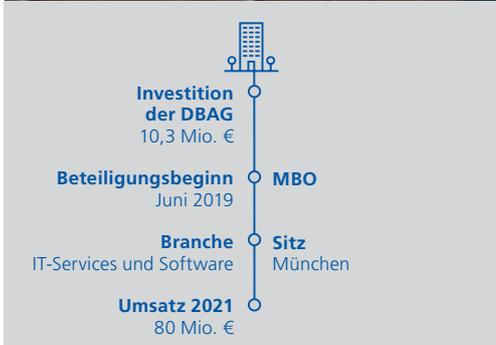 Investition
der DBAG
10,3 Mio. €
Beteiligungsbeginn
Juni 2019
MBO
Branche
IT-Services und Software
Sitz
München
Umsatz 2021
80 Mio. €